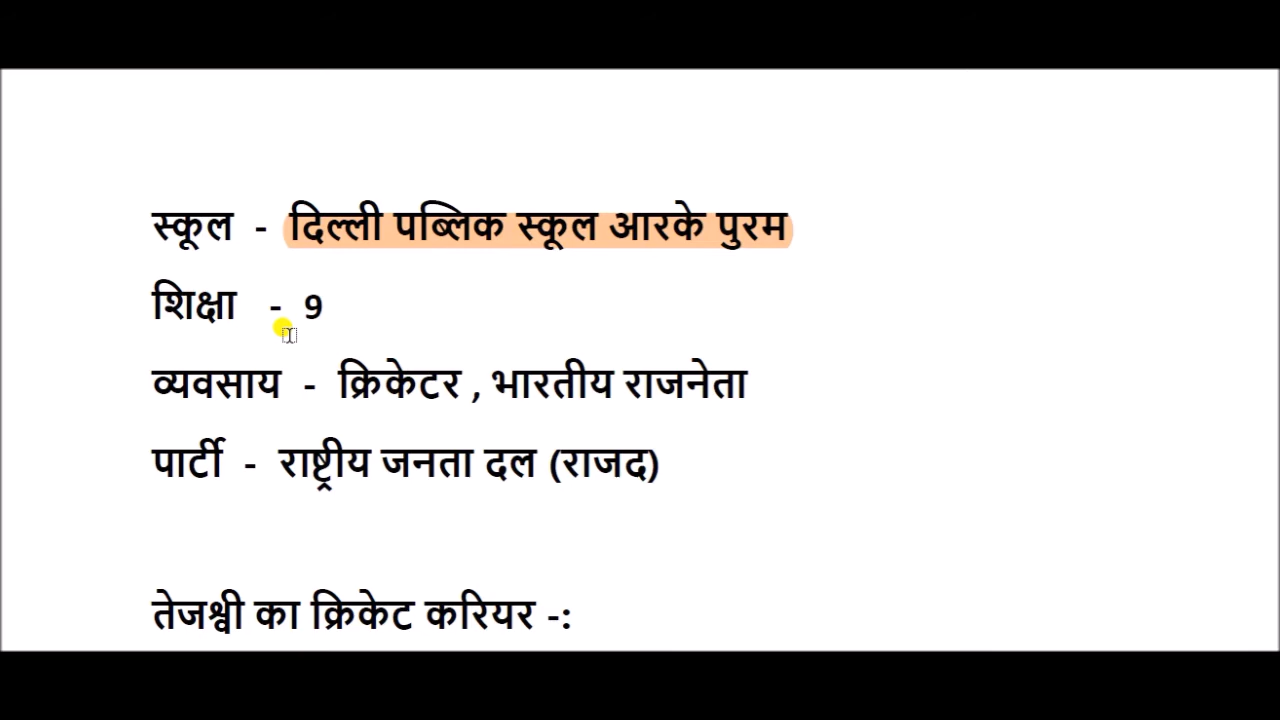 स्कूल - दिल्ली पब्लिक स्कूल आरके पुरम
शिक्षा - 9
व्यवसाय - क्रिकेटर , भारतीय राजनेता
पार्टी - राष्ट्रीय जनता दल (राजद)
तेजश्वी का क्रिकेट करियर -: